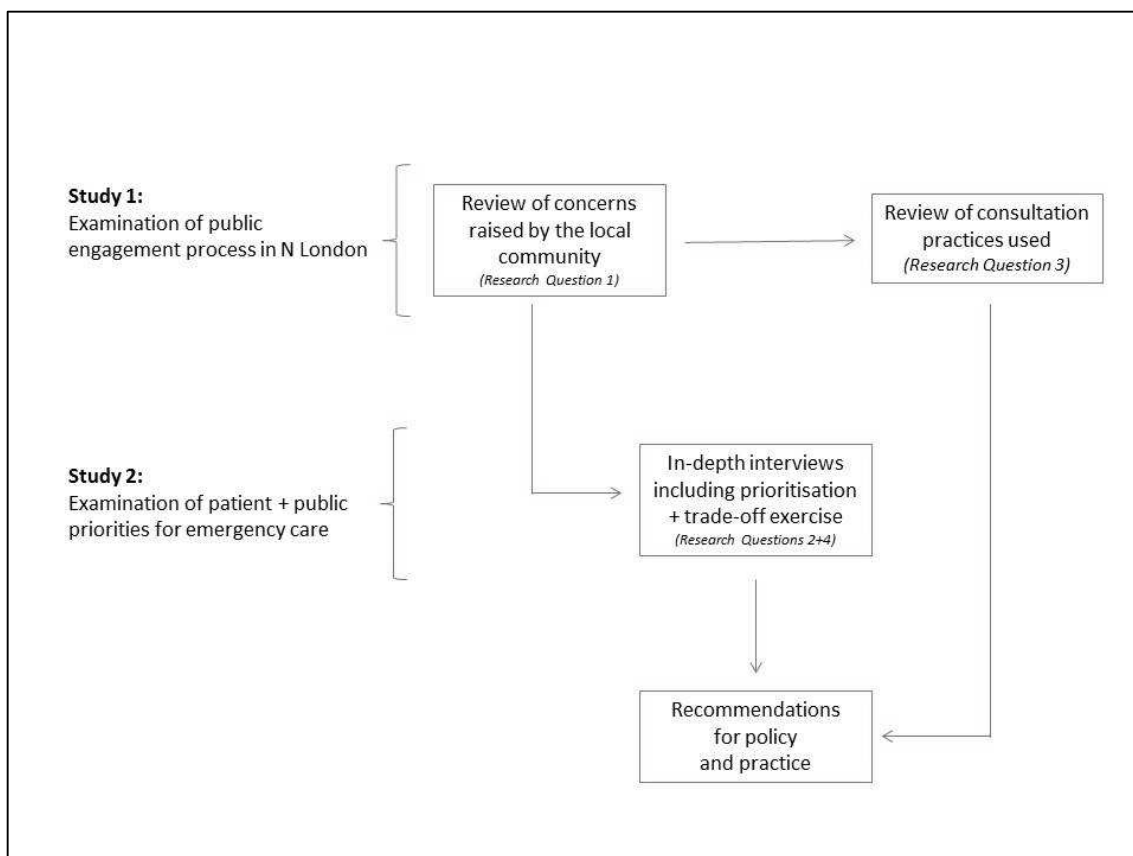 Study 1:
Examination of public
engagement process in N London
Review of concerns
raised by the local
community
(Research Question 1)
Review of consultation
practices used
(Research Question 3)
Study 2:
Examination of patient + public
priorities for emergency care
In-depth interviews
including prioritisation
+ trade-off exercise
(Research Questions 2+4)
Recommendations
for policy
and practice